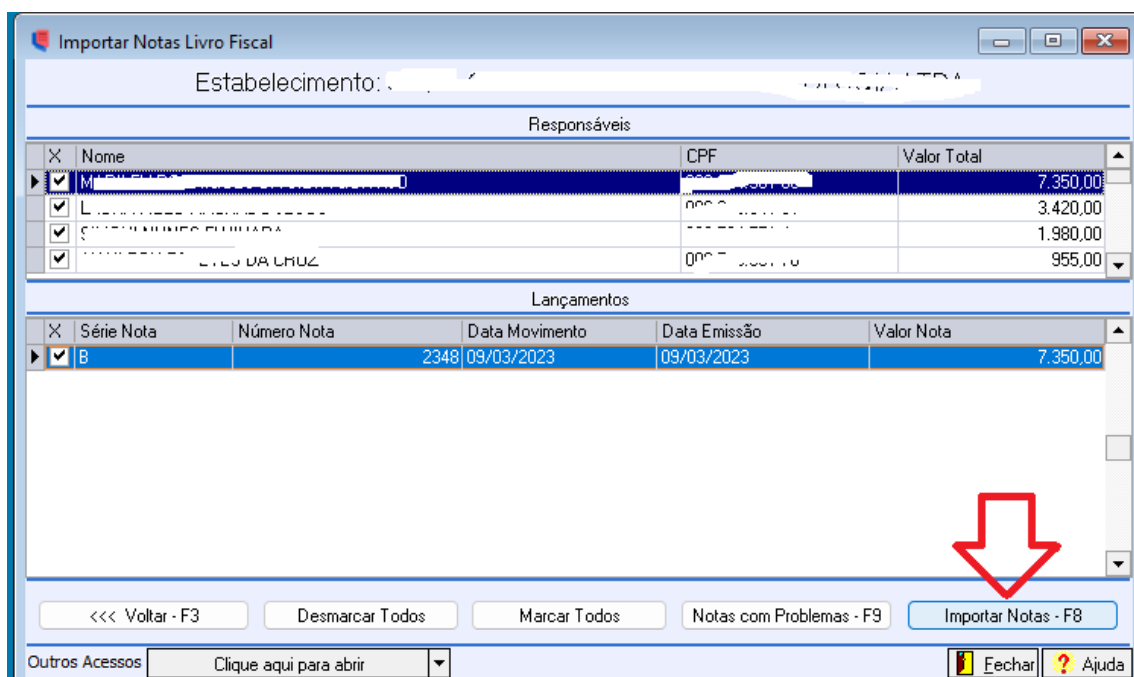 Importar Notas Livro Fiscal
Estabelecimento: LTDA
Responsáveis
X Nome CPF Valor Total
7.350,00
3.420,00
1.980,00
DA CRUZ 955,00
Lançamentos
X Série Nota Número Nota Data Movimento Data Emissão Valor Nota
B 2348 09/03/2023 09/03/2023 7.350,00
<<< Voltar - F3 Desmarcar Todos Marcar Todos Notas com Problemas - F9 Importar Notas - F8
Outros Acessos Clique aqui para abrir Fechar ? Ajuda